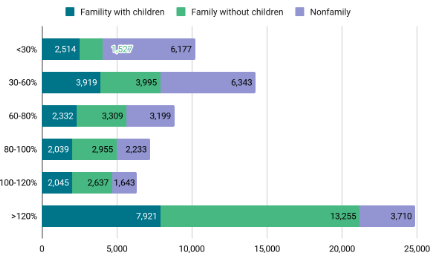 Famility with children Family without children Nonfamily
<30% 2,514 1,527 6,177
30-60% 3,919 3,995 6,343
60-80% 2,332 3,309 3,199
80-100% 2,039 2,955 2,233
100-120% 2,045 2,637 1,643
>120% 7,921 13,255 3,710
0 5,000 10,000 15,000 20,000 25,000